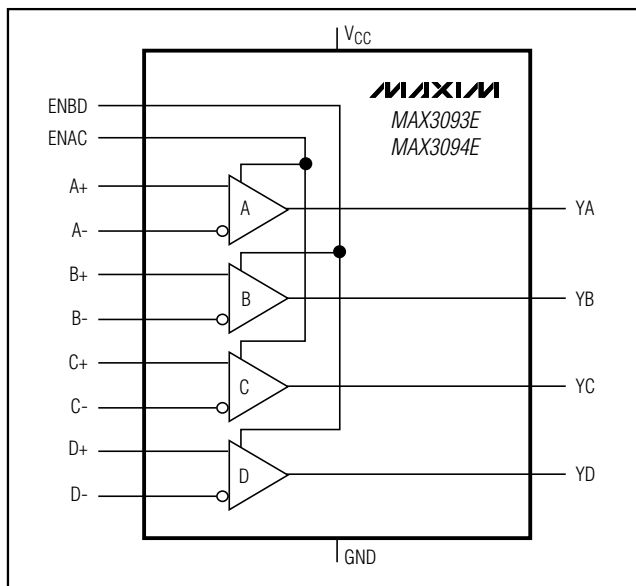 VCC
MAXIM
MAX3093E
MAX3094E
ENBD
ENAC
A+
A-
A
YA
B+
B-
B
YB
C+
C-
C
YC
D+
D-
D
YD
GND